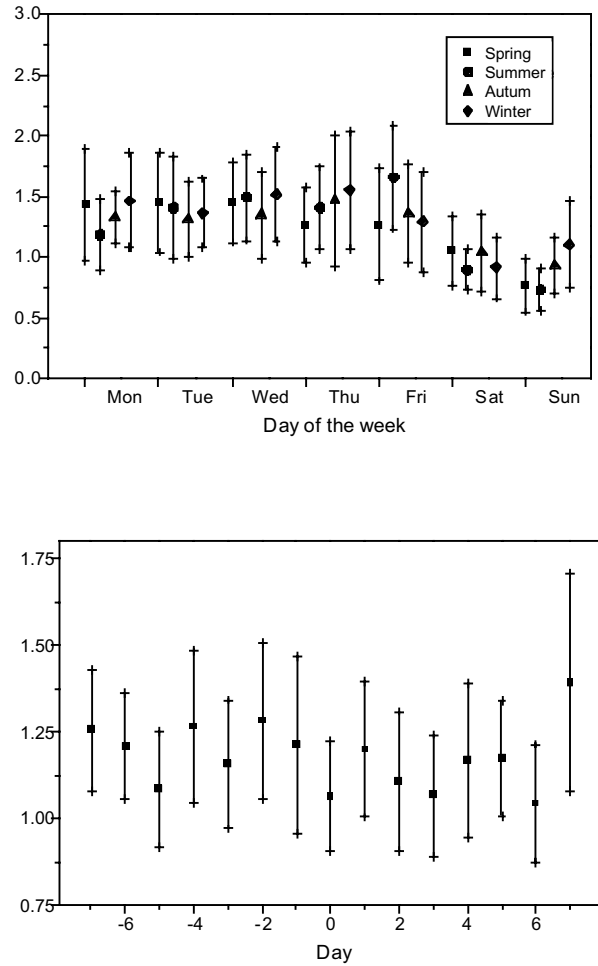 3.0
Spring
Summer
Autum
Winter
2.0
1.5
1.0
0.5
0.0
Mon Tue Wed Thu Fri Sat Sun
Day of the week
1.75
1.50
1.25
1.00
0.75
-6 -4 -2 0 2 4 6
Day